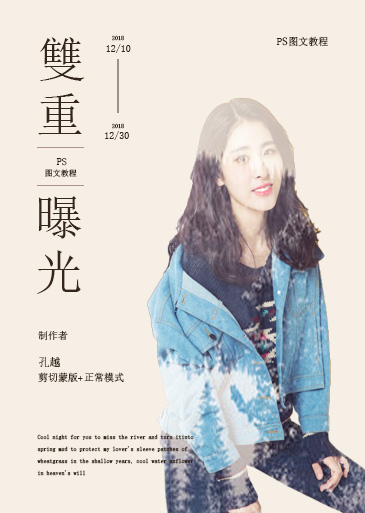 雙重
曝光
2018
12/10
2018
12/30
PS图文教程
PS
图文教程
制作者
孔越
剪切蒙版+正常模式
Cool night for you to miss the river and turn itinto
spring mud to protect my lover's sleeve patches of
wheatgrass in the shallow years, cool water unflower
in heaven's will